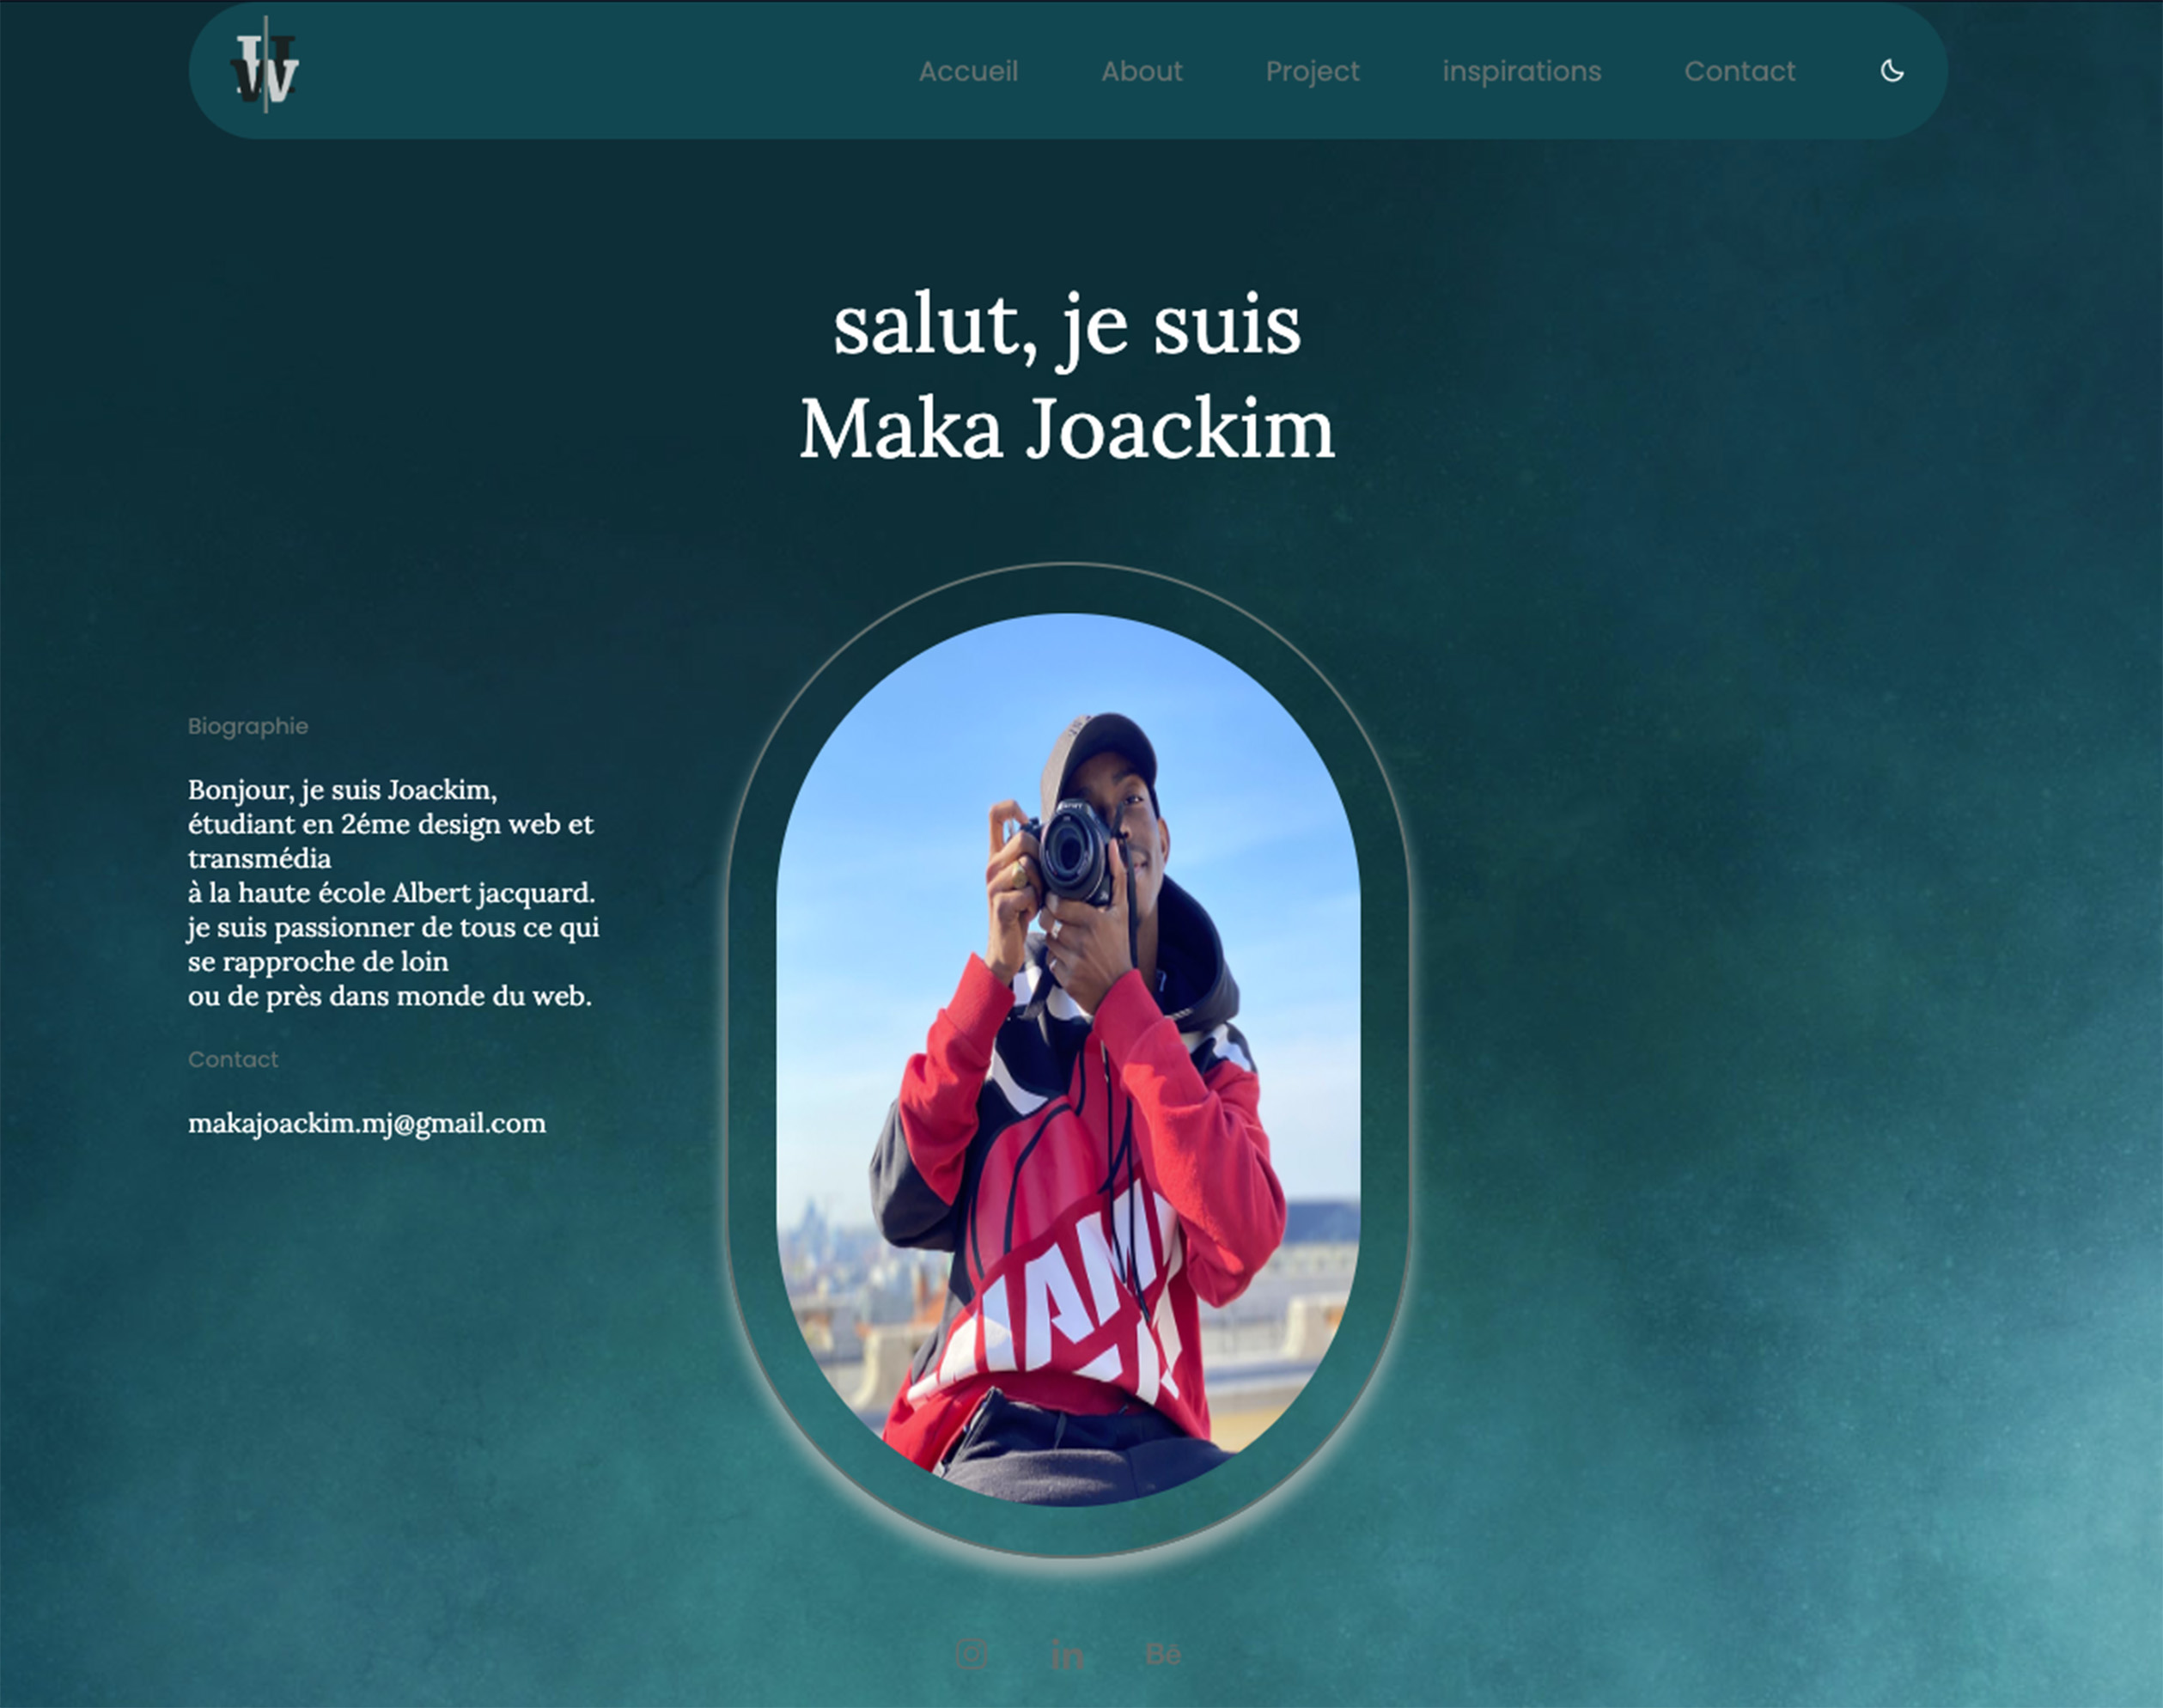 Accueil About Project inspirations Contact
salut, je suis
Maka Joackim
Biographie
Bonjour, je suis Joackim,
étudiant en 2éme design web et
transmédia
à la haute école Albert jacquard.
je suis passionner de tous ce qui
se rapproche de loin
ou de près dans monde du web.
Contact
makajoackim.mj@gmail.com
in Bē